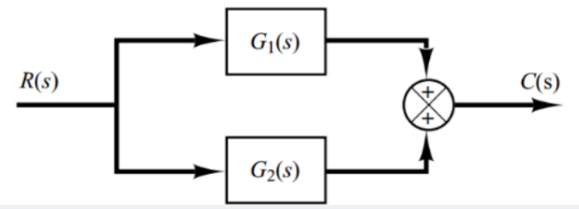 G₁(s)
R(s)
+
C(s)
+
G₂(s)